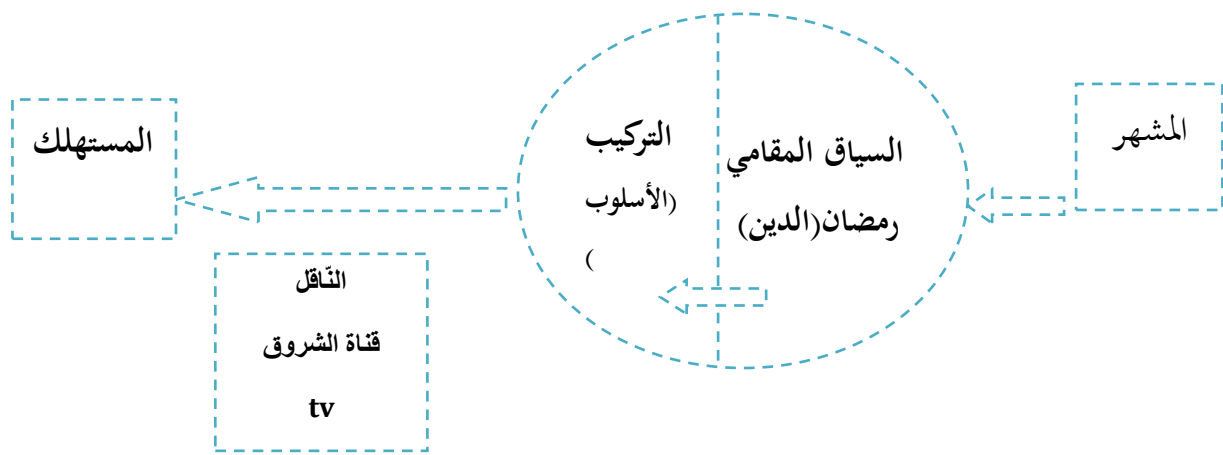 المشهر
السياق المقامي
رمضان(الدين)
التركيب
(الأسلوب
)
المستهلك
النّاقل
قناة الشروق
tv